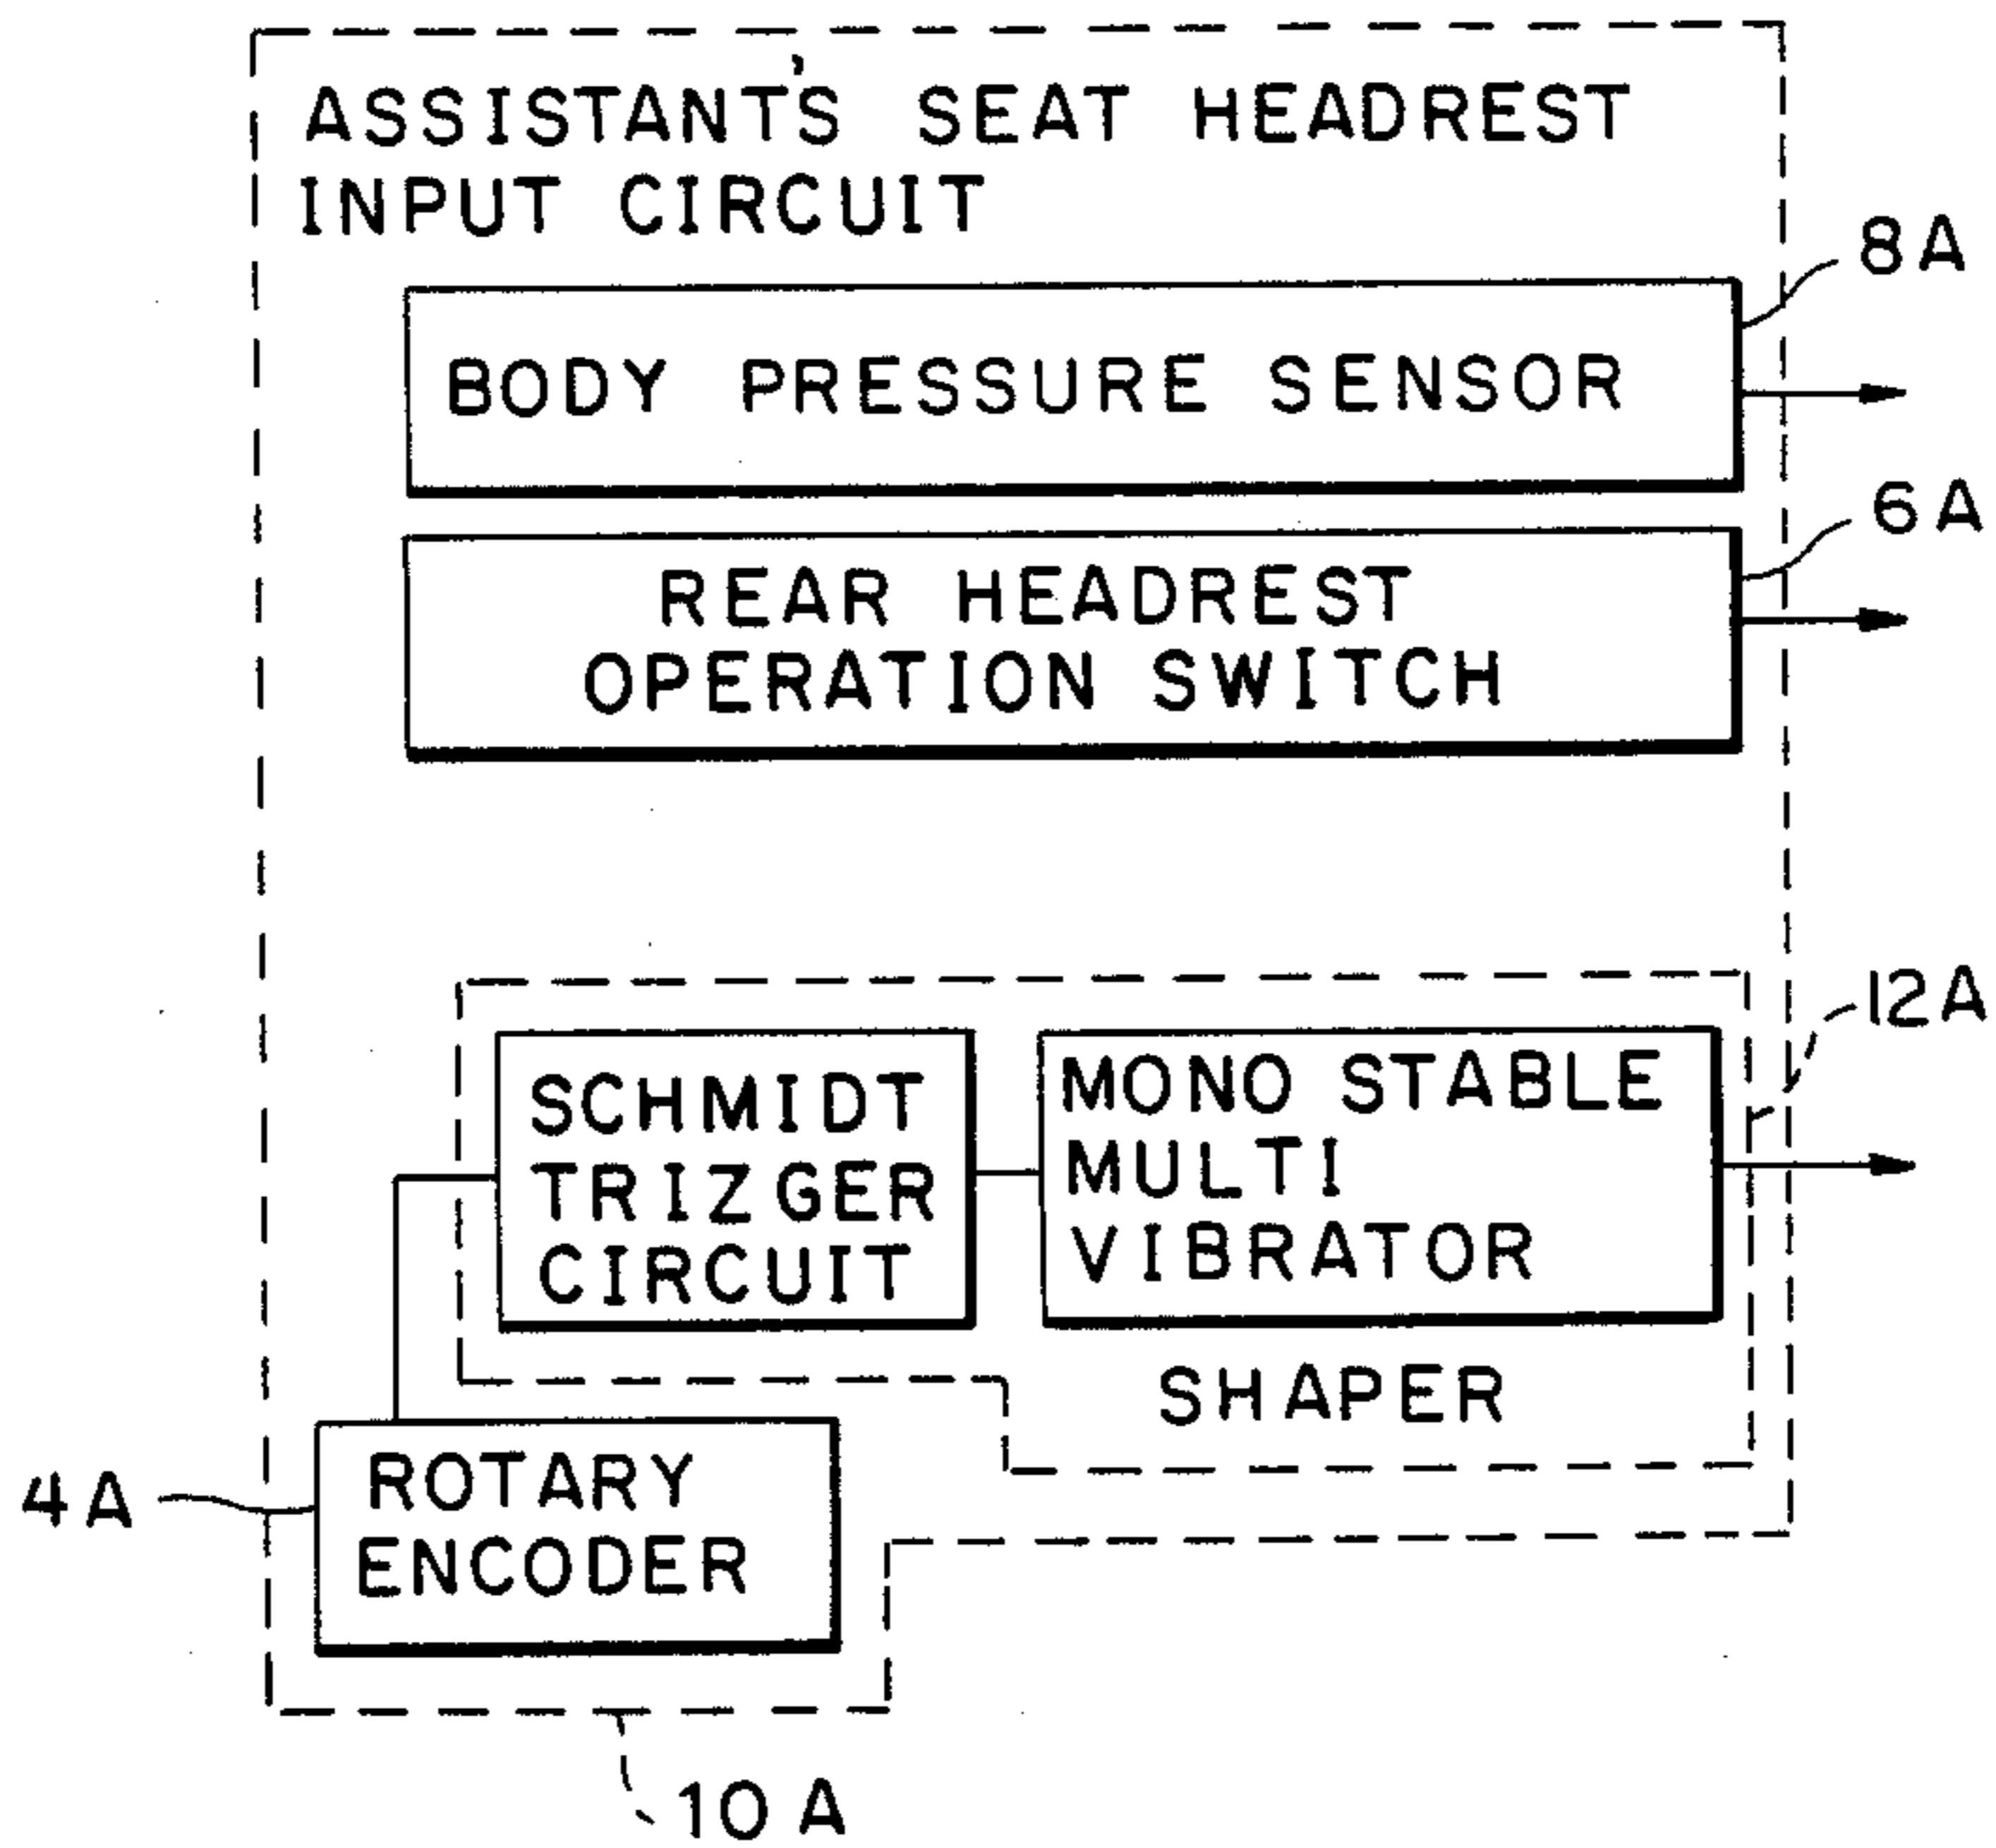 ASSISTANT'S SEAT HEADREST
INPUT CIRCUIT
8A
BODY PRESSURE SENSOR
6A
REAR HEADREST
OPERATION SWITCH
12A
SCHMIDT
TRIZGER
CIRCUIT
MONO STABLE
MULTI
VIBRATOR
SHAPER
4A
ROTARY
ENCODER
10A